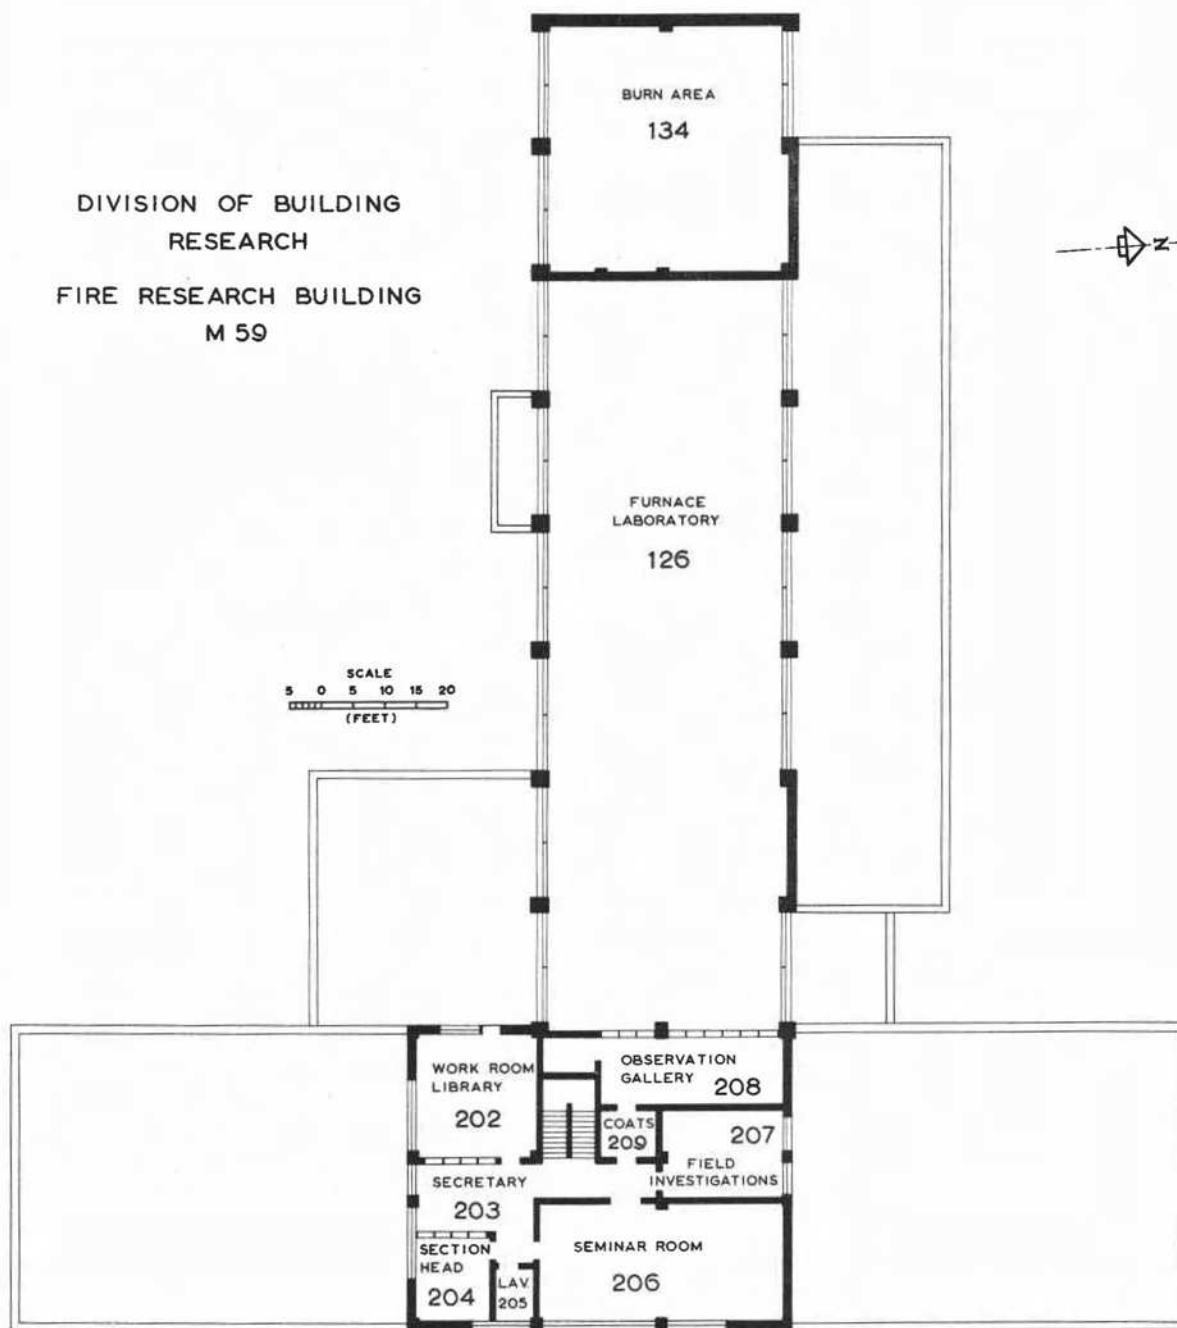 BURN AREA
134
DIVISION OF BUILDING
RESEARCH
FIRE RESEARCH BUILDING
M 59
N
FURNACE
LABORATORY
126
SCALE
5 0 5 10 15 20
(FEET)
WORK ROOM
LIBRARY
202
OBSERVATION
GALLERY 208
COATS
209
207
FIELD
INVESTIGATIONS
SECRETARY
203
SECTION
HEAD
204
LAV.
205
SEMINAR ROOM
206